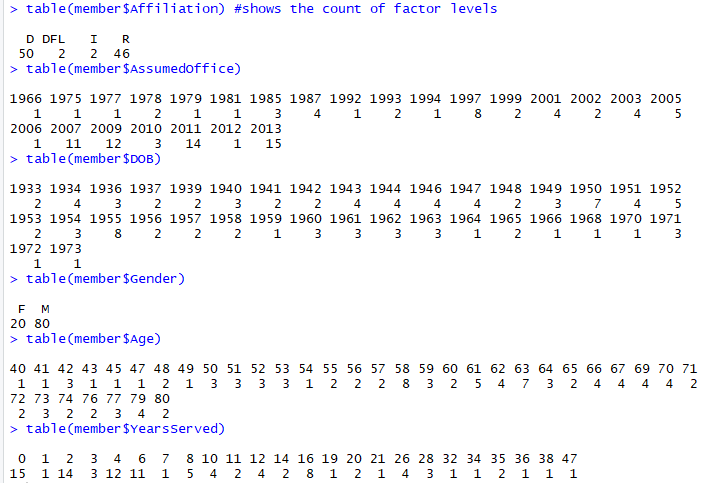 > table(member$Affiliation) #shows the count of factor levels
D DFL I R
50 2 2 46
> table(member$AssumedOffice)
1966 1975 1977 1978 1979 1981 1985 1987 1992 1993 1994 1997 1999 2001 2002 2003 2005
1 1 1 2 1 1 3 4 1 2 1 8 2 4 2 4 5
2006 2007 2009 2010 2011 2012 2013
1 11 12 3 14 1 15
> table(member$DOB)
1933 1934 1936 1937 1939 1940 1941 1942 1943 1944 1946 1947 1948 1949 1950 1951 1952
2 4 3 2 2 3 2 2 4 4 4 4 2 3 7 4 5
1953 1954 1955 1956 1957 1958 1959 1960 1961 1962 1963 1964 1965 1966 1968 1970 1971
2 3 8 2 2 2 1 3 3 3 3 1 2 1 1 1 3
1972 1973
1 1
> table(member$Gender)
F M
20 80
> table(member$Age)
40 41 42 43 45 47 48 49 50 51 52 53 54 55 56 57 58 59 60 61 62 63 64 65 66 67 69 70 71
1 1 3 1 1 1 2 1 3 3 3 3 1 2 2 2 8 3 2 5 4 7 3 2 4 4 4 4 2
72 73 74 76 77 79 80
2 3 2 2 3 4 2
> table(member$YearsServed)
0 1 2 3 4 6 7 8 10 11 12 14 16 19 20 21 26 28 32 34 35 36 38 47
15 1 14 3 12 11 1 5 4 2 4 2 8 1 2 1 4 3 1 1 2 1 1 1